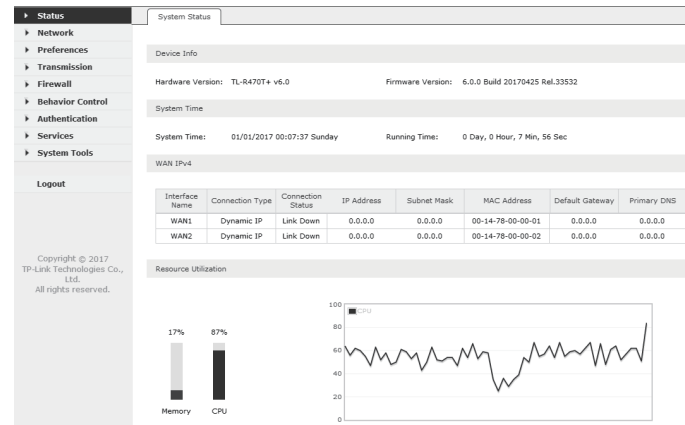 Status
Network
Preferences
Transmission
Firewall
Behavior Control
Authentication
Services
System Tools
Logout
Copyright © 2017
TP-Link Technologies Co.,
Ltd.
All rights reserved.
System Status
Device Info
Hardware Version: TL-R470T+ v6.0 Firmware Version: 6.0.0 Build 20170425 Rel.33532
System Time
System Time: 01/01/2017 00:07:37 Sunday Running Time: 0 Day, 0 Hour, 7 Min, 56 Sec
WAN IPv4
Interface Name Connection Type Connection Status IP Address Subnet Mask MAC Address Default Gateway Primary DNS
WAN1 Dynamic IP Link Down 0.0.0.0 0.0.0.0 00-14-78-00-00-01 0.0.0.0 0.0.0.0
WAN2 Dynamic IP Link Down 0.0.0.0 0.0.0.0 00-14-78-00-00-02 0.0.0.0 0.0.0.0
Resource Utilization
17% 87%
Memory CPU
100
CPU
80
60
40
20
0